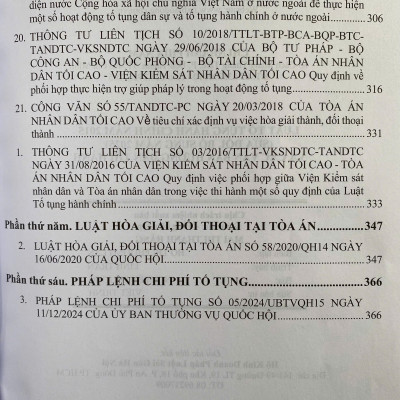 diện nước Cộng hòa xã hội chủ nghĩa Việt Nam ở nước ngoài để thực hiện
một số hoạt động tố tụng dân sự và tố tụng hành chính ở nước ngoài
306
20. THÔNG TƯ LIÊN TỊCH SỐ 10/2018/TTLT-BTP-BCA-BQP-BTC-
TANDTC-VKSNDTC NGÀY 29/06/2018 CỦA BỘ TƯ PHÁP - BỘ
CÔNG AN - BỘ QUỐC PHÒNG - BỘ TÀI CHÍNH - TÒA ÁN NHÂN
DÂN TỐI CAO - VIỆN KIỂM SÁT NHÂN DÂN TỐI CAO Quy định về
phối hợp thực hiện trợ giúp pháp lý trong hoạt động tố tụng
316
21. CÔNG VĂN SỐ 55/TANDTC-PC NGÀY 20/03/2018 CỦA TÒA ÁN
NHÂN DÂN TỐI CAO Về tiêu chí xác định vụ việc hòa giải thành, đối thoại
thành 331
1. THÔNG TƯ LIÊN TỊCH SỐ 03/2016/TTLT-VKSNDTC-TANDTC
NGÀY 31/08/2016 CỦA VIỆN KIỂM SÁT NHÂN DÂN TỐI CAO - TÒA
ÁN NHÂN DÂN TỐI CAO Quy định việc phối hợp giữa Viện Kiểm sát
nhân dân và Tòa án nhân dân trong việc thi hành một số quy định của Luật
Tố tụng hành chính 333
Phần thứ năm. LUẬT HÒA GIẢI, ĐỐI THOẠI TẠI TÒA ÁN 347
2. LUẬT HÒA GIẢI, ĐỐI THOẠI TẠI TÒA ÁN SỐ 58/2020/QH14 NGÀY
16/06/2020 CỦA QUỐC HỘI 347
Phần thứ sáu. PHÁP LỆNH CHI PHÍ TỐ TỤNG 366
3. PHÁP LỆNH CHI PHÍ TỐ TỤNG SỐ 05/2024/UBTVQH15 NGÀY
11/12/2024 CỦA ỦY BAN THƯỜNG VỤ QUỐC HỘI 366